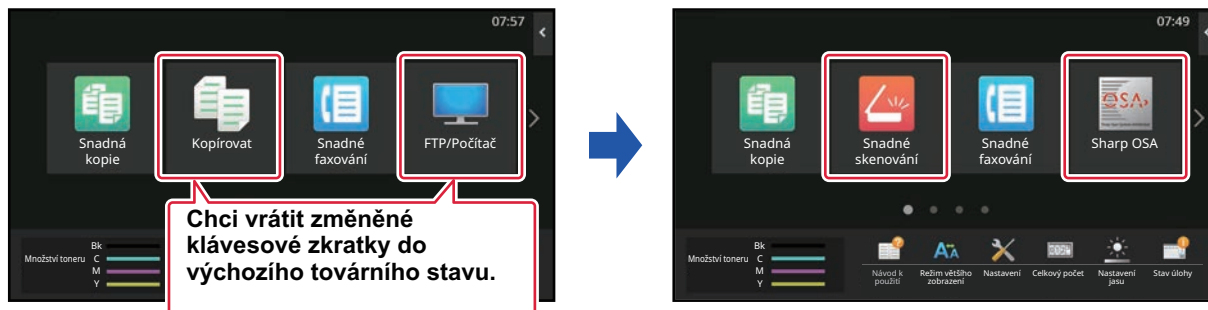 07:57
Snadná
kopie
Kopírovat
Snadné
faxování
FTP/Počítač
Chci vrátit změněné
klávesové zkratky do
výchozího továrního stavu.
Množství toneru
Bk
C
M
Y
07:49
Snadná
kopie
Snadné
skenování
Snadné
faxování
OSA
Sharp OSA
Množství toneru
Bk
C
M
Y
Návod k
použití
Režim většího
zobrazení
Nastavení
Celkový počet
Nastavení
jasu
Stav úlohy